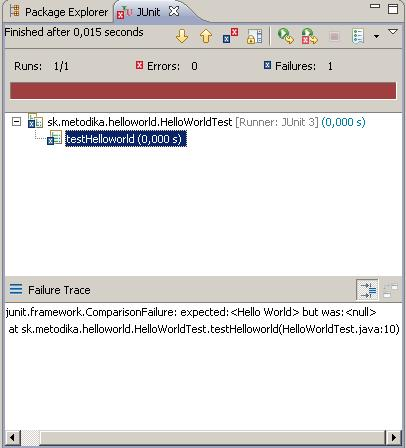 Package Explorer JUnit
Finished after 0,015 seconds
Runs: 1/1 Errors: 0 Failures: 1
sk.metodika.helloworld.HelloWorldTest [Runner: JUnit 3] (0,000 s)
testHelloworld (0,000 s)
Failure Trace
junit.framework.ComparisonFailure: expected:<Hello World> but was:<null>
at sk.metodika.helloworld.HelloWorldTest.testHelloworld(HelloWorldTest.java:10)